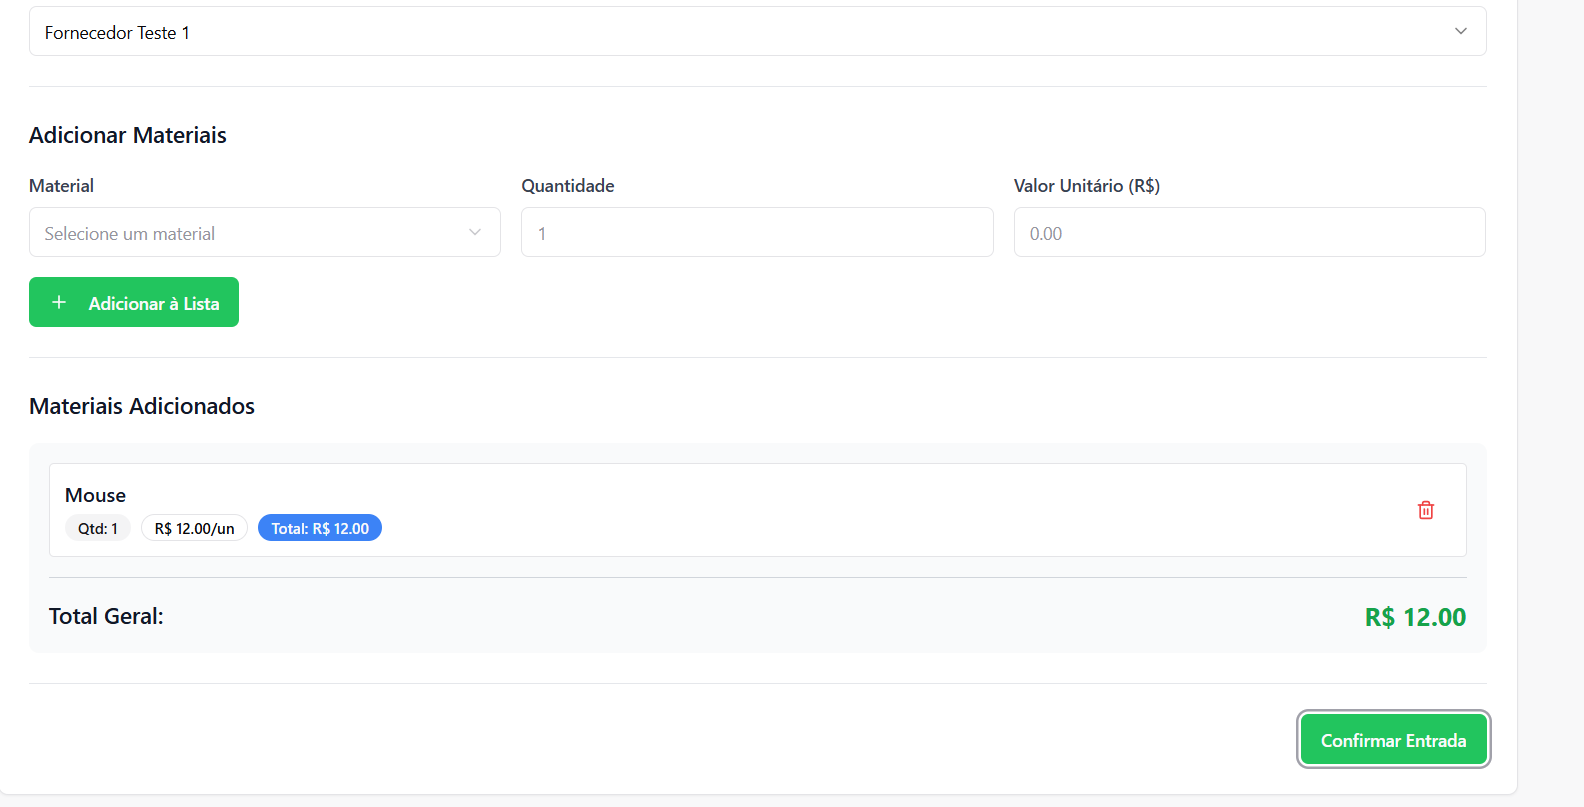 Fornecedor Teste 1
Adicionar Materiais
Material Quantidade Valor Unitário (R$)
Selecione um material 1 0.00
+ Adicionar à Lista
Materiais Adicionados
Mouse
Qtd: 1 R$ 12.00/un Total: R$ 12.00
Total Geral: R$ 12.00
Confirmar Entrada